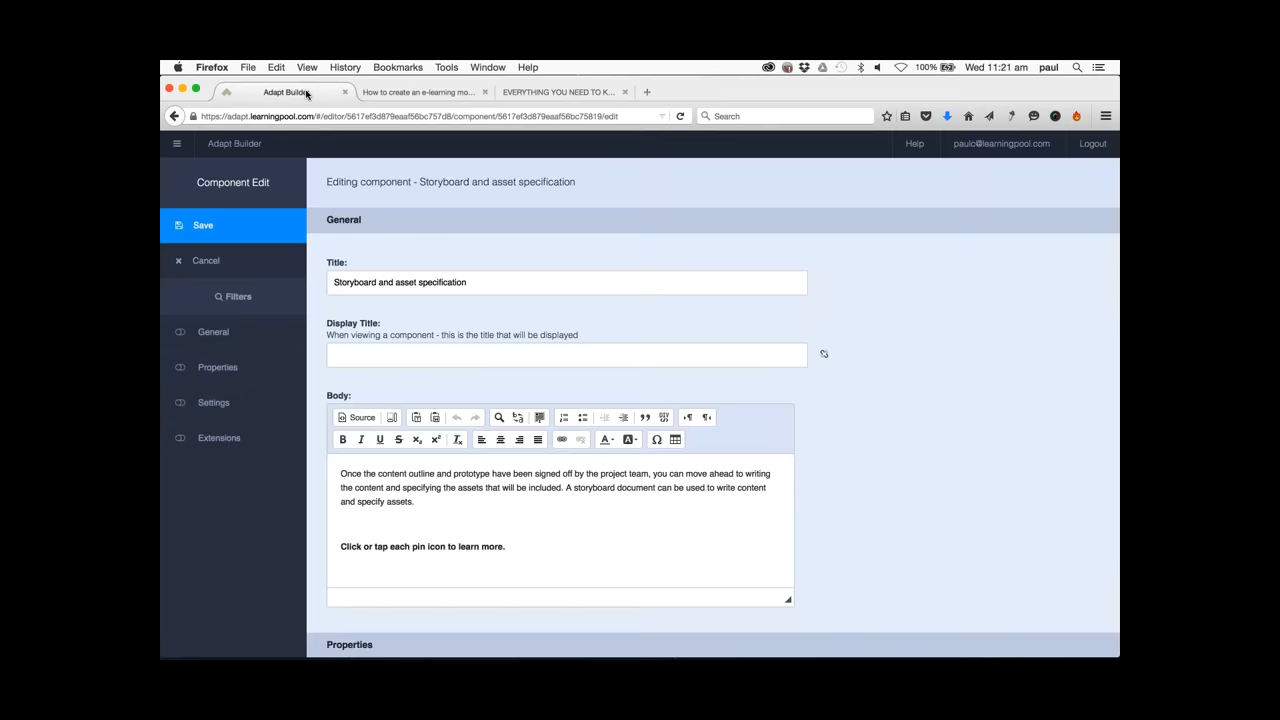 Firefox File Edit View History Bookmarks Tools Window Help 100% Wed 11:21 am paul
Adapt Builder How to create an e-learning mo... EVERYTHING YOU NEED TO K...
https://adapt.learningpool.com/#/editor/5617ef3d879eaaf56bc757d8/component/5617ef3d879eaaf56bc75819/edit Search
Adapt Builder Help paulc@learningpool.com Logout
Component Edit
Editing component - Storyboard and asset specification
Save
General
Cancel
Title:
Storyboard and asset specification
Filters
Display Title:
General
When viewing a component - this is the title that will be displayed
Properties
Body:
Settings
Source
Extensions
B I U S x₂ x² Tx A A Ω
Once the content outline and prototype have been signed off by the project team, you can move ahead to writing
the content and specifying the assets that will be included. A storyboard document can be used to write content
and specify assets.
Click or tap each pin icon to learn more.
Properties